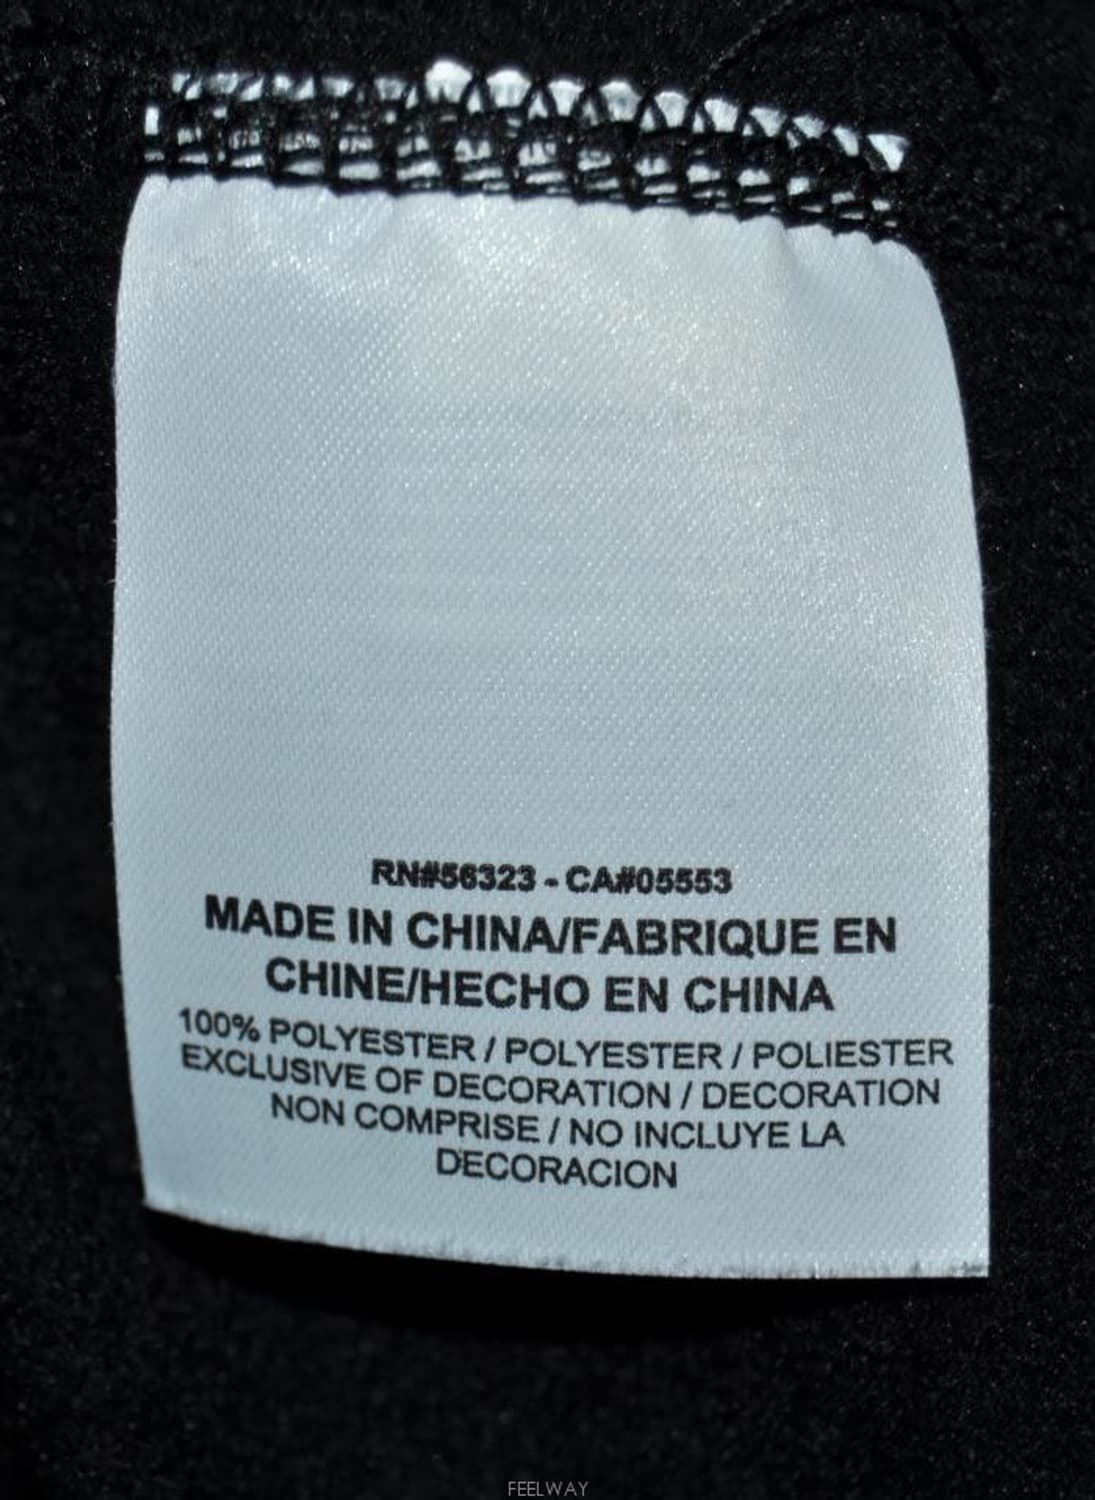 RN#56323 - CA#05553
MADE IN CHINA/FABRIQUE EN
CHINE/HECHO EN CHINA
100% POLYESTER / POLYESTER / POLIESTER
EXCLUSIVE OF DECORATION / DECORATION
NON COMPRISE / NO INCLUYE LA
DECORACION
FEELWAY